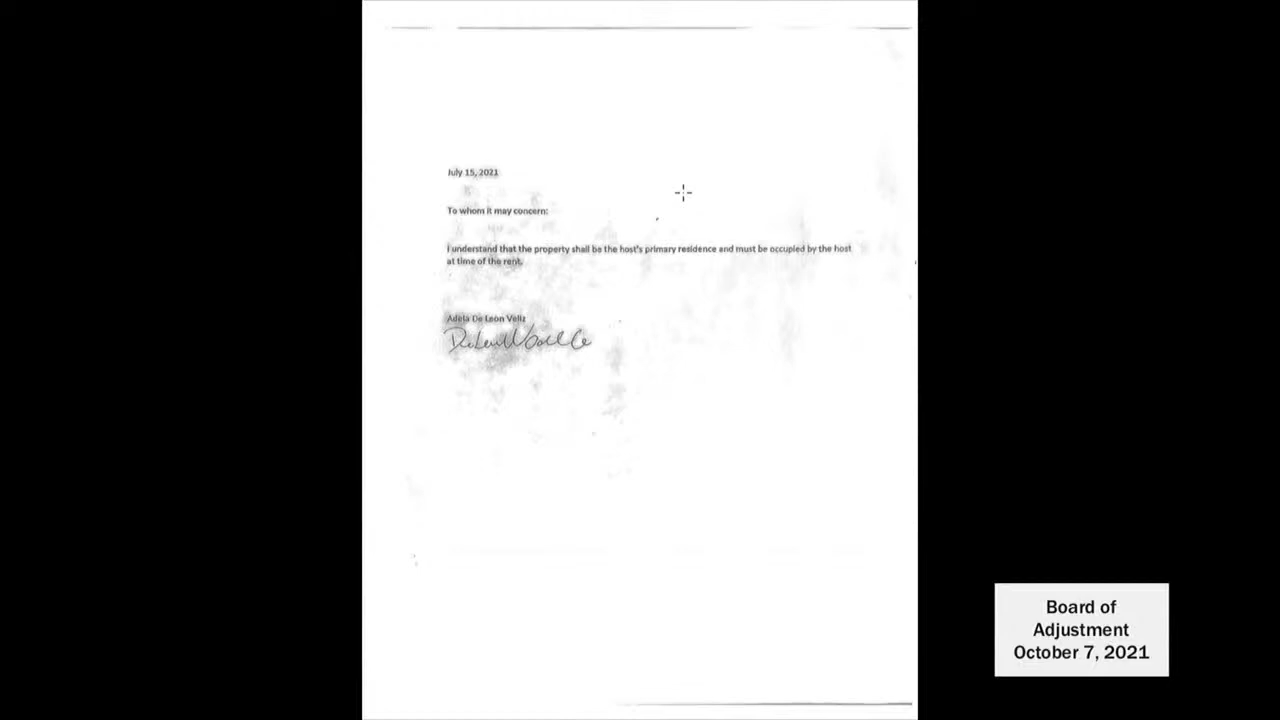 July 15, 2021
To whom it may concern:
I understand that the property shall be the host's primary residence and must be occupied by the host
at time of the rent.
Adela De Leon Veliz
Board of
Adjustment
October 7, 2021